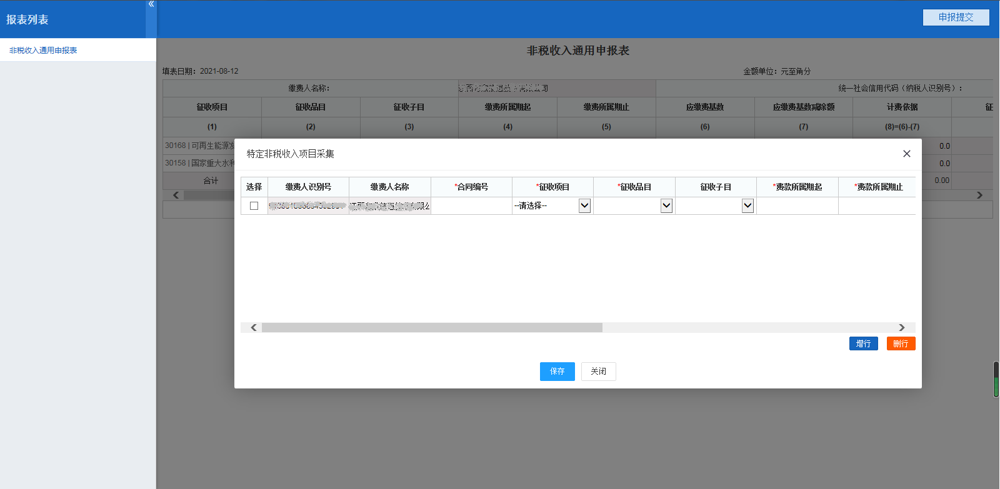 报表列表
«
申报提交
非税收入通用申报表
非税收入通用申报表
填表日期：2021-08-12
金额单位：元至角分
缴费人名称：
统一社会信用代码（纳税人识别号）：
征收项目 征收品目 征收子目 缴费所属期起 缴费所属期止 应缴费基数 应缴费基数减除额 计费依据 征
(1) (2) (3) (4) (5) (6) (7) (8)=(6)-(7)
30168 | 可再生能源发 0.0
30158 | 国家重大水利 0.0
合计 0.00
特定非税收入项目采集
选择 缴费人识别号 缴费人名称 *合同编号 *征收项目 *征收品目 征收子目 *费款所属期起 *费款所属期止
--请选择--
增行 删行
保存 关闭